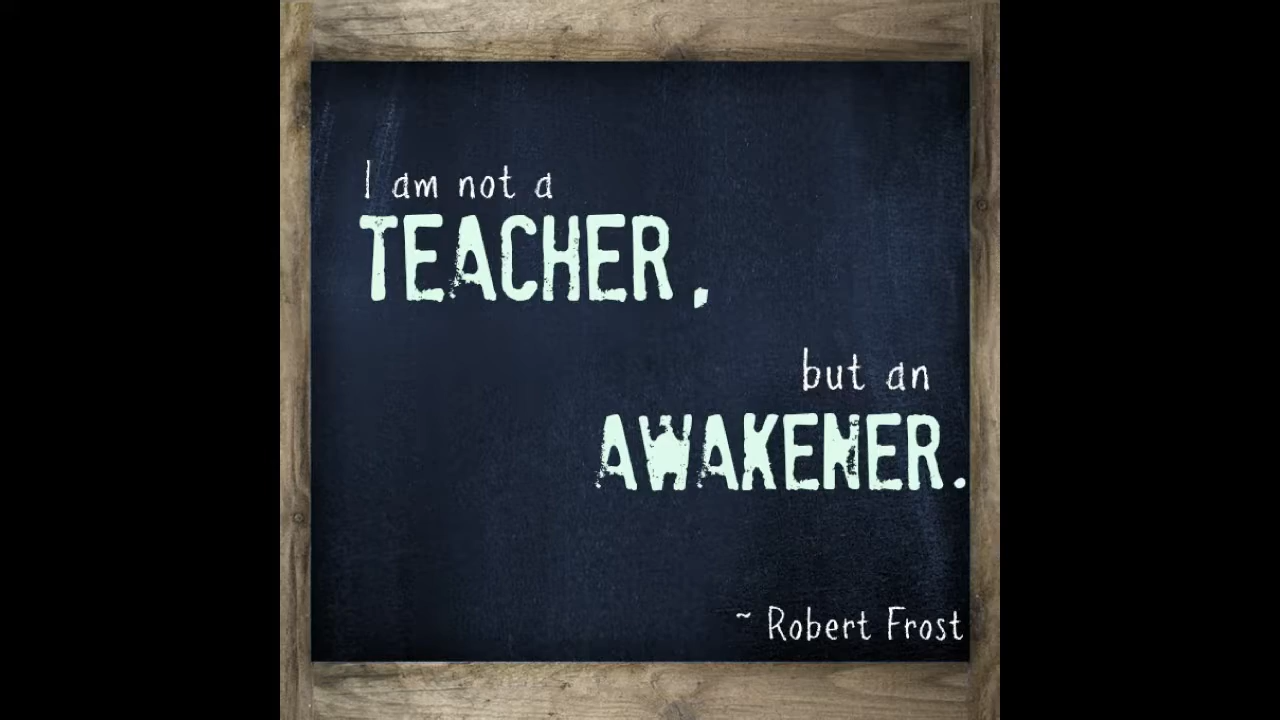 I am not a
TEACHER,
but an
AWAKENER.
~ Robert Frost